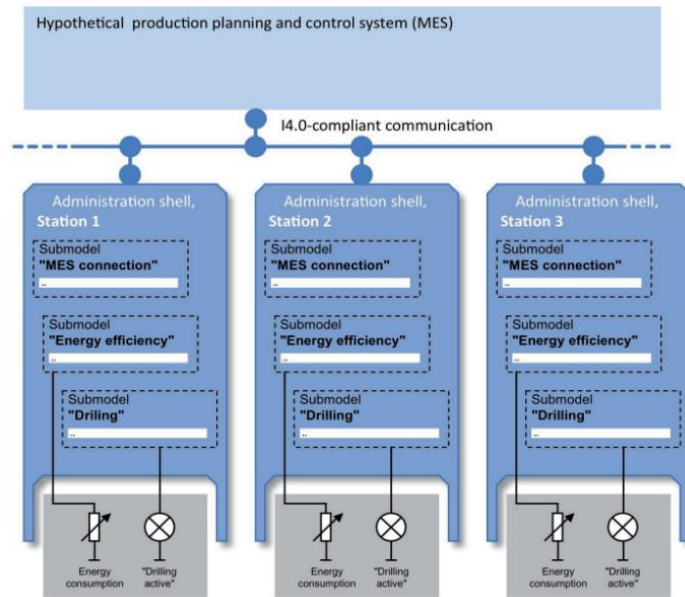 Hypothetical production planning and control system (MES)
I4.0-compliant communication
Administration shell,
Station 1
Submodel
"MES connection"
..
Submodel
"Energy efficiency"
..
Submodel
"Driling"
..
Energy
consumption
"Drilling
active"
Administration shell,
Station 2
Submodel
"MES connection"
..
Submodel
"Energy efficiency"
..
Submodel
"Drilling"
..
Energy
consumption
"Drilling
active"
Administration shell,
Station 3
Submodel
"MES connection"
..
Submodel
"Energy efficiency"
..
Submodel
"Drilling"
..
Energy
consumption
"Drilling
active"